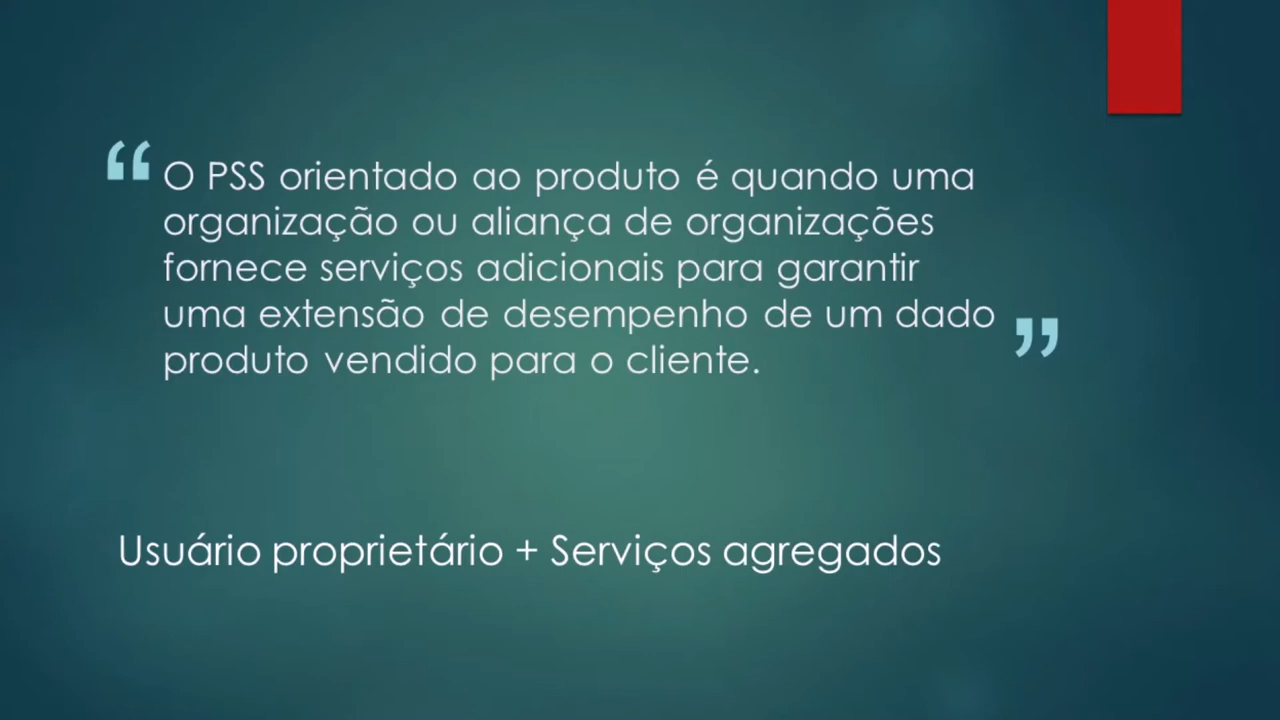 “O PSS orientado ao produto é quando uma
organização ou aliança de organizações
fornece serviços adicionais para garantir
uma extensão de desempenho de um dado
produto vendido para o cliente.”
Usuário proprietário + Serviços agregados